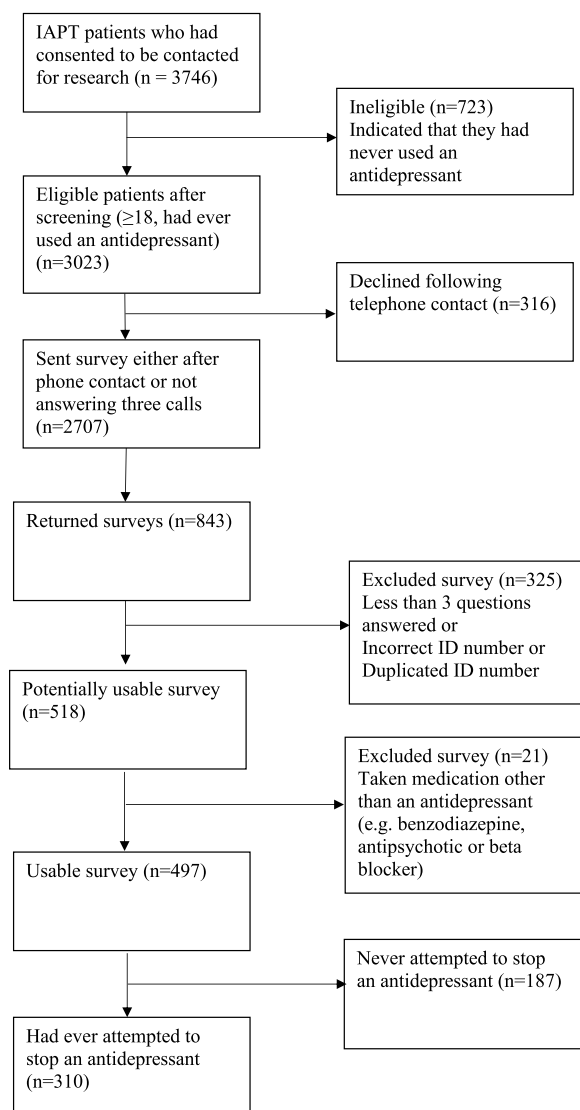 IAPT patients who had
consented to be contacted
for research (n = 3746)
Ineligible (n=723)
Indicated that they had
never used an
antidepressant
Eligible patients after
screening (≥18, had ever
used an antidepressant)
(n=3023)
Declined following
telephone contact (n=316)
Sent survey either after
phone contact or not
answering three calls
(n=2707)
Returned surveys (n=843)
Excluded survey (n=325)
Less than 3 questions
answered or
Incorrect ID number or
Duplicated ID number
Potentially usable survey
(n=518)
Excluded survey (n=21)
Taken medication other
than an antidepressant
(e.g. benzodiazepine,
antipsychotic or beta
blocker)
Usable survey (n=497)
Never attempted to stop
an antidepressant (n=187)
Had ever attempted to
stop an antidepressant
(n=310)